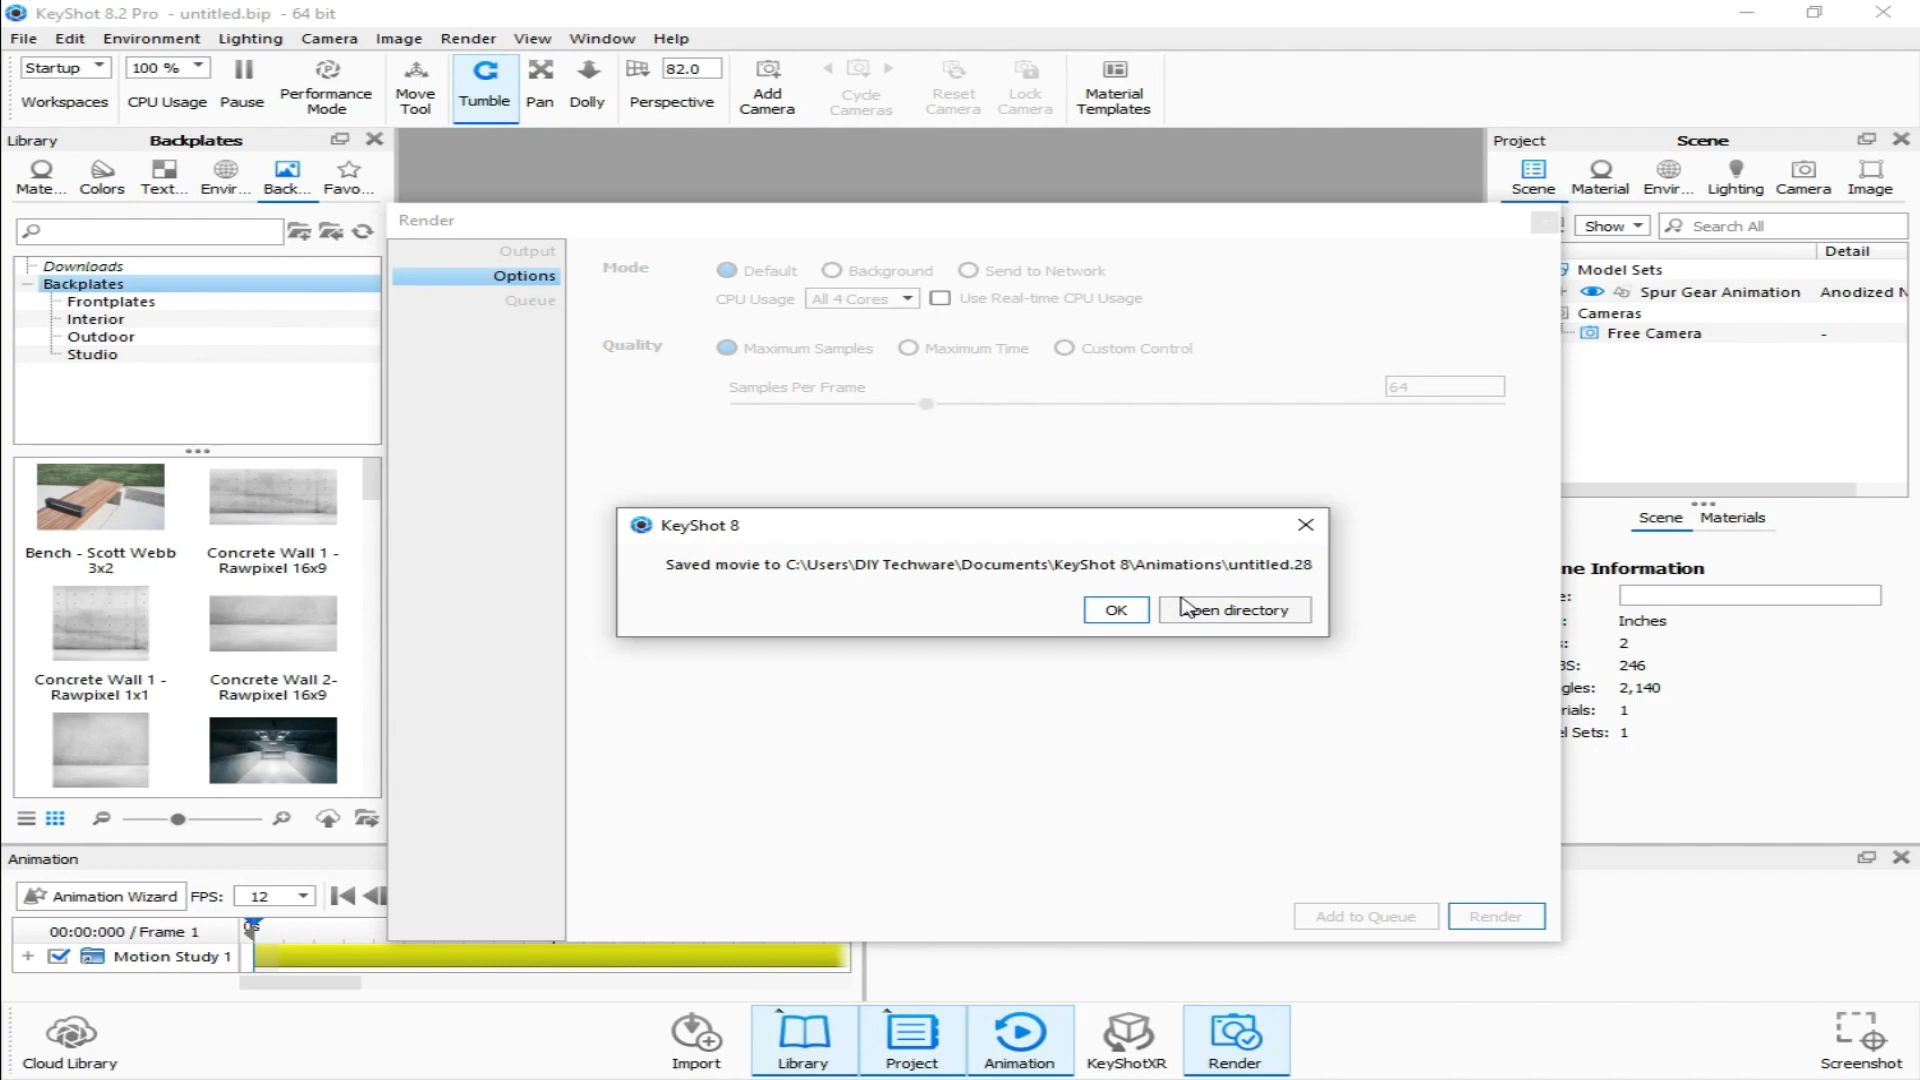 KeyShot 8.2 Pro - untitled.bip - 64 bit
File Edit Environment Lighting Camera Image Render View Window Help
Startup 100 % 82.0
Workspaces CPU Usage Pause Performance Mode Move Tool Tumble Pan Dolly Perspective Add Camera Cycle Cameras Reset Camera Lock Camera Material Templates
Library Backplates
Mate... Colors Text... Envir... Back... Favo...
Downloads
Backplates
Frontplates
Interior
Outdoor
Studio
Bench - Scott Webb 3x2
Concrete Wall 1 - Rawpixel 16x9
Concrete Wall 1 - Rawpixel 1x1
Concrete Wall 2- Rawpixel 16x9
Render
Output
Options
Queue
Mode Default Background Send to Network
CPU Usage All 4 Cores Use Real-time CPU Usage
Quality Maximum Samples Maximum Time Custom Control
Samples Per Frame 64
KeyShot 8
Saved movie to C:\Users\DIY Techware\Documents\KeyShot 8\Animations\untitled.28
OK pen directory
Add to Queue Render
Project Scene
Scene Material Envir... Lighting Camera Image
Show Search All
Detail
Model Sets
Spur Gear Animation Anodized N
Cameras
Free Camera -
Scene Materials
ne Information
e:
: Inches
s: 2
BS: 246
gles: 2,140
rials: 1
el Sets: 1
Animation
Animation Wizard FPS: 12
00:00:000 / Frame 1
Motion Study 1
Cloud Library Import Library Project Animation KeyShotXR Render Screenshot